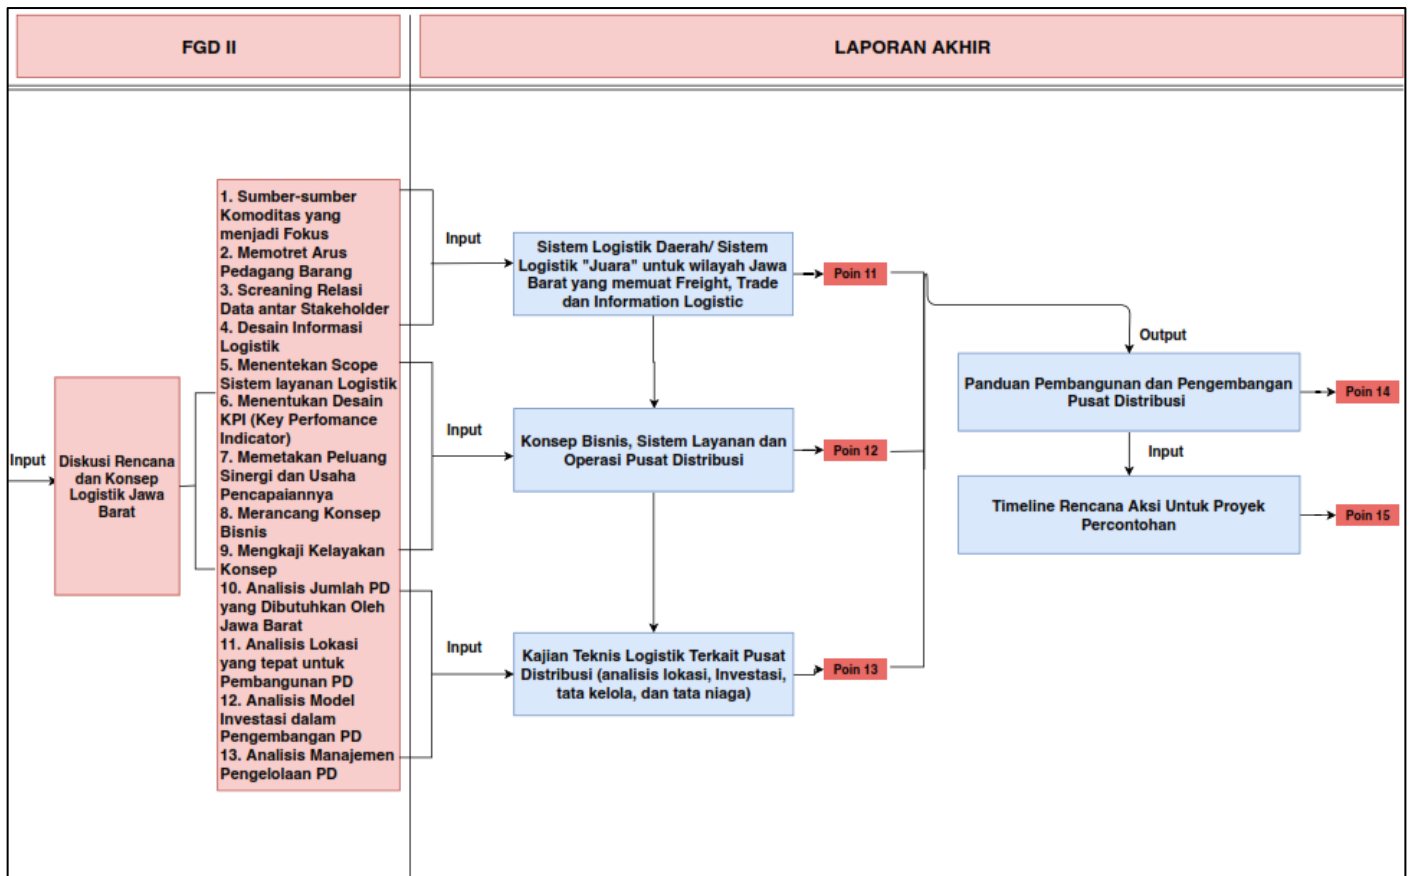 FGD II
LAPORAN AKHIR
Input
Diskusi Rencana
dan Konsep
Logistik Jawa
Barat
1. Sumber-sumber
Komoditas yang
menjadi Fokus
2. Memotret Arus
Pedagang Barang
3. Screaning Relasi
Data antar Stakeholder
4. Desain Informasi
Logistik
5. Menentekan Scope
Sistem layanan Logistik
6. Menentukan Desain
KPI (Key Perfomance
Indicator)
7. Memetakan Peluang
Sinergi dan Usaha
Pencapaiannya
8. Merancang Konsep
Bisnis
9. Mengkaji Kelayakan
Konsep
10. Analisis Jumlah PD
yang Dibutuhkan Oleh
Jawa Barat
11. Analisis Lokasi
yang tepat untuk
Pembangunan PD
12. Analisis Model
Investasi dalam
Pengembangan PD
13. Analisis Manajemen
Pengelolaan PD
Input
Sistem Logistik Daerah/ Sistem
Logistik "Juara" untuk wilayah Jawa
Barat yang memuat Freight, Trade
dan Information Logistic
Poin 11
Input
Konsep Bisnis, Sistem Layanan dan
Operasi Pusat Distribusi
Poin 12
Input
Kajian Teknis Logistik Terkait Pusat
Distribusi (analisis lokasi, Investasi,
tata kelola, dan tata niaga)
Poin 13
Output
Panduan Pembangunan dan Pengembangan
Pusat Distribusi
Poin 14
Input
Timeline Rencana Aksi Untuk Proyek
Percontohan
Poin 15